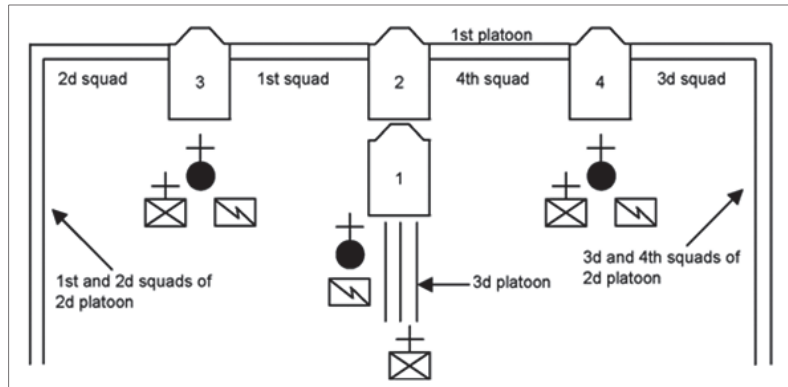 1st platoon
2d squad
3
1st squad
2
4th squad
4
3d squad
1
1st and 2d squads of
2d platoon
3d platoon
3d and 4th squads of
2d platoon